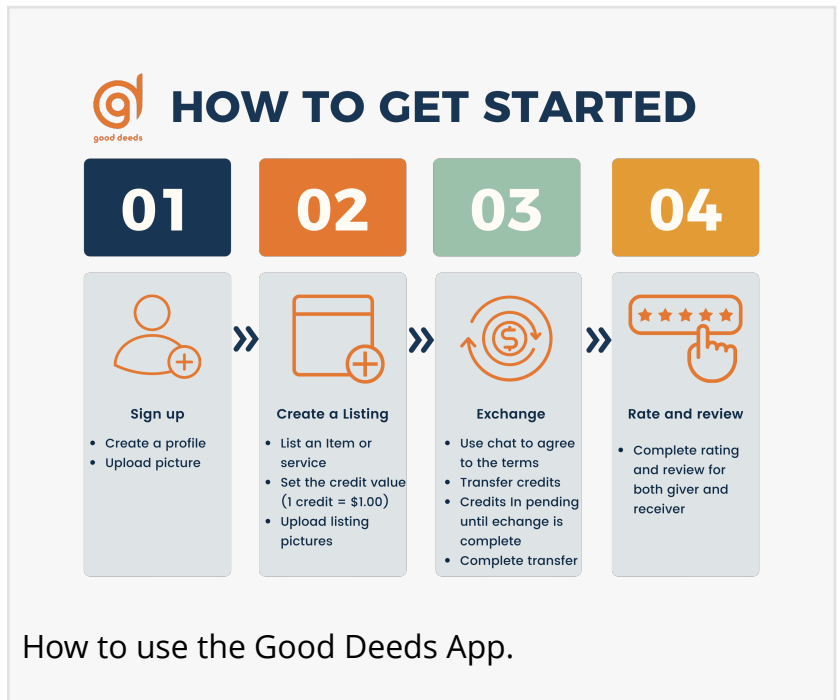 good deeds
HOW TO GET STARTED
01
02
03
04
Sign up
• Create a profile
• Upload picture
Create a Listing
• List an Item or
service
• Set the credit value
(1 credit = $1.00)
• Upload listing
pictures
$
Exchange
• Use chat to agree
to the terms
• Transfer credits
• Credits In pending
until echange is
complete
• Complete transfer
Rate and review
• Complete rating
and review for
both giver and
receiver
How to use the Good Deeds App.